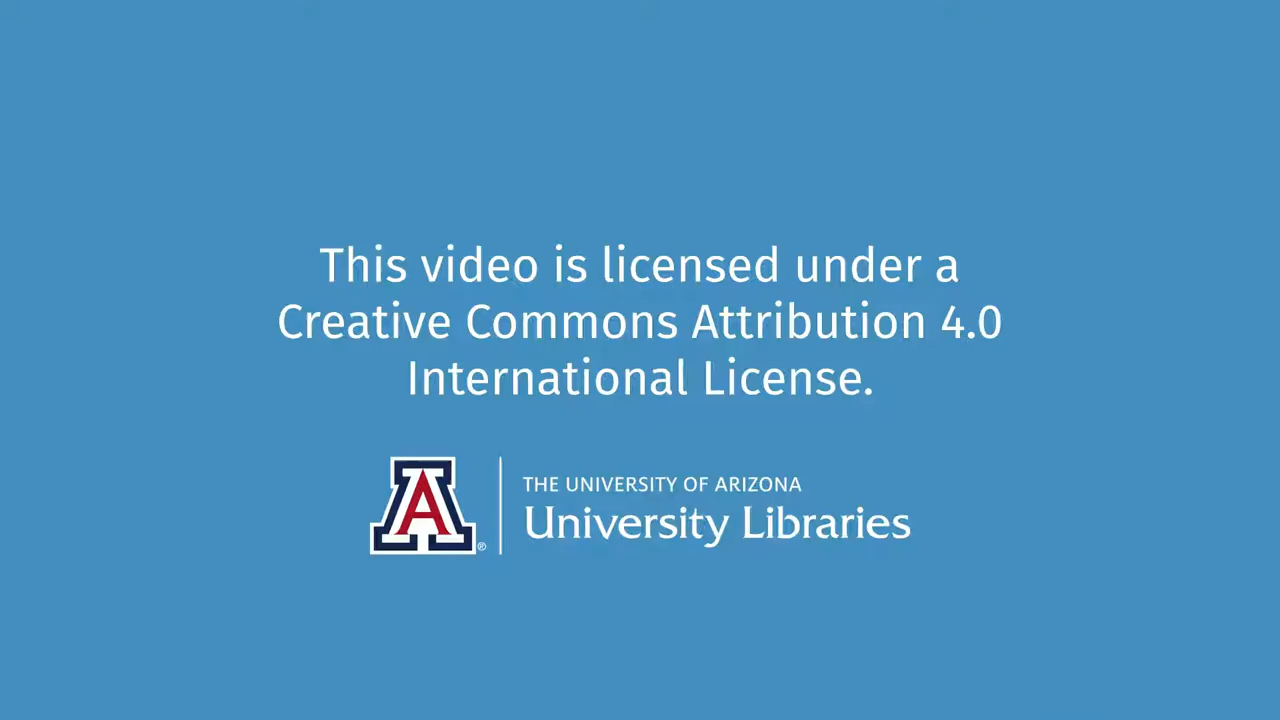 This video is licensed under a
Creative Commons Attribution 4.0
International License.
A®
THE UNIVERSITY OF ARIZONA
University Libraries